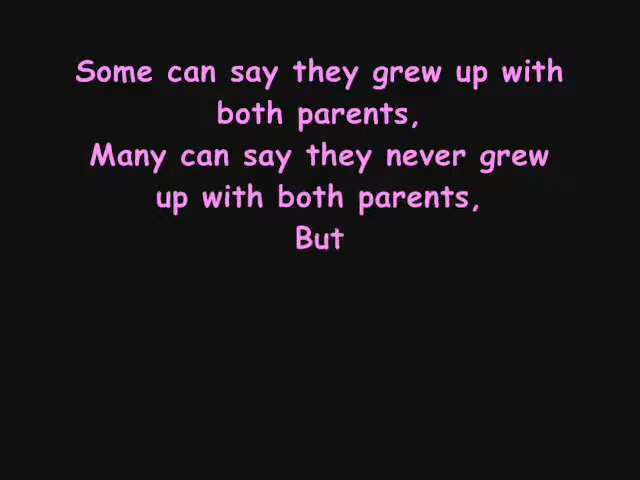 Some can say they grew up with
both parents,
Many can say they never grew
up with both parents,
But